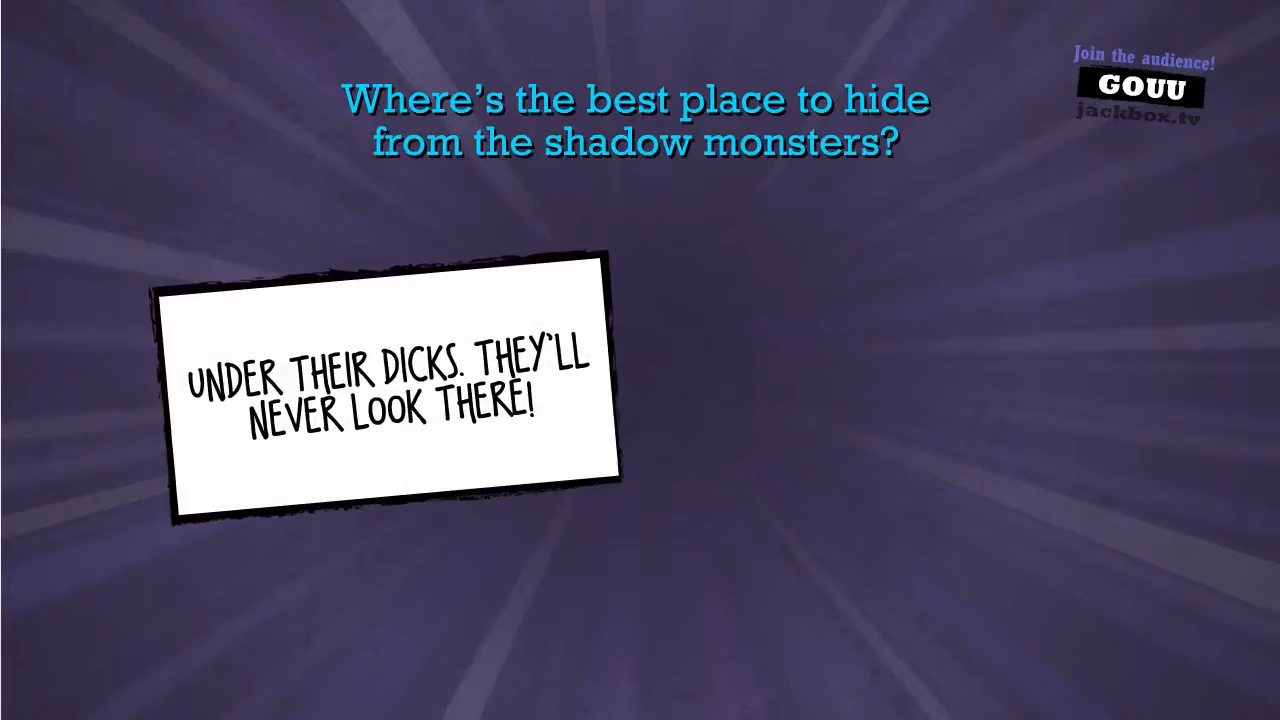 Join the audience!
GOUU
jackbox.tv
Where's the best place to hide
from the shadow monsters?
UNDER THEIR DICKS. THEY'LL
NEVER LOOK THERE!